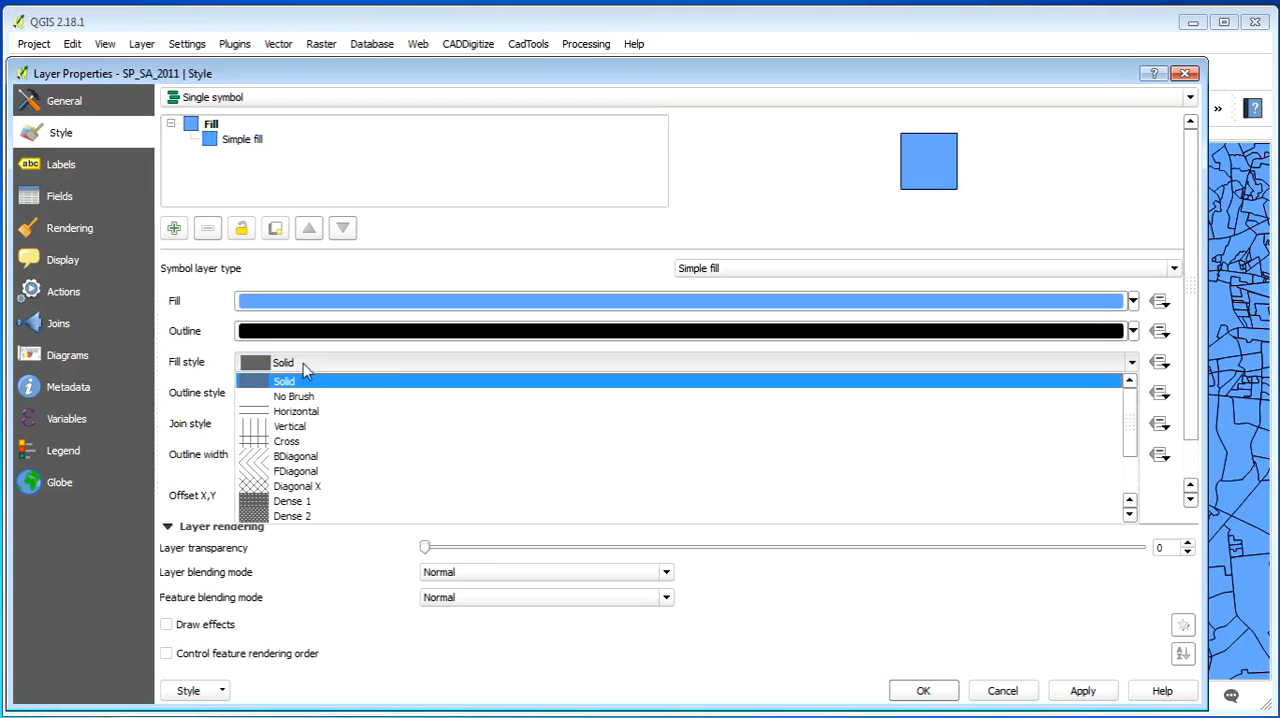 QGIS 2.18.1
Project Edit View Layer Settings Plugins Vector Raster Database Web CADDigitize CadTools Processing Help
Layer Properties - SP_SA_2011 | Style
General
Single symbol
Fill
Style
Simple fill
abc Labels
Fields
Rendering
Display
Symbol layer type Simple fill
Actions
Fill
Joins
Outline
Diagrams
Fill style Solid
Solid
Metadata
Outline style No Brush
Horizontal
Variables
Join style Vertical
Cross
Legend
Outline width BDiagonal
FDiagonal
Globe
Diagonal X
Offset X,Y Dense 1
Dense 2
Layer rendering
Layer transparency 0
Layer blending mode Normal
Feature blending mode Normal
Draw effects
Control feature rendering order
Style OK Cancel Apply Help